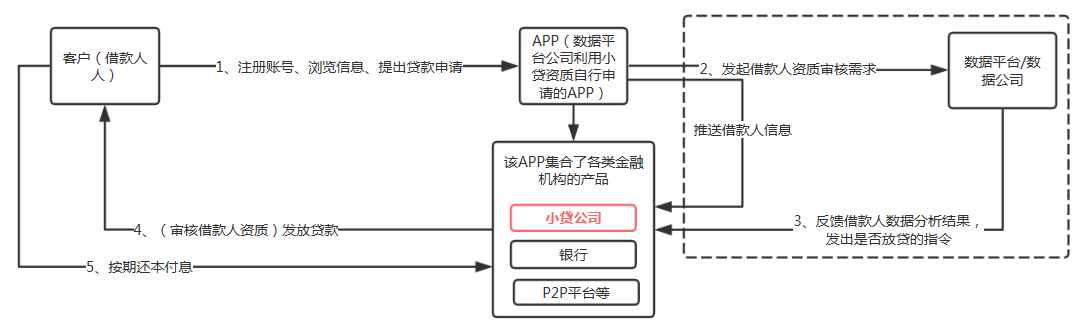 客户（借款人
人）
1、注册账号、浏览信息、提出贷款申请
APP（数据平
台公司利用小
贷资质自行申
请的APP）
2、发起借款人资质审核需求
数据平台/数
据公司
推送借款人信息
该APP集合了各类金融
机构的产品
小贷公司
银行
P2P平台等
3、反馈借款人数据分析结果，
发出是否放贷的指令
4、（审核借款人资质）发放贷款
5、按期还本付息